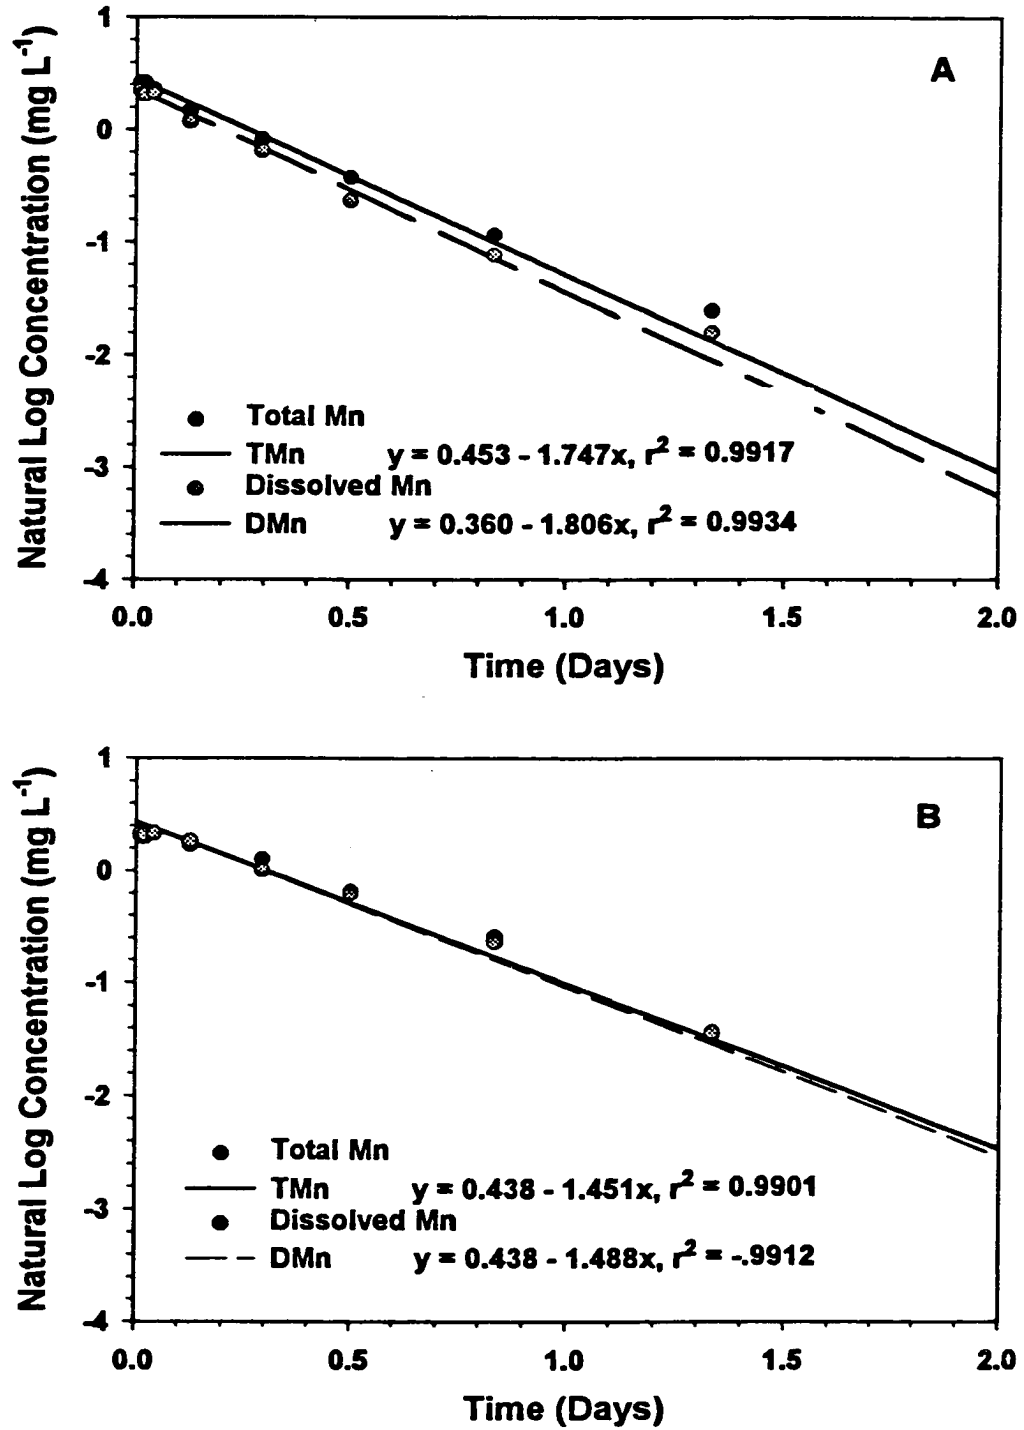 1
0
-1
-2
-3
-4
Natural Log Concentration (mg L-1)
A
Total Mn
TMn y = 0.453 - 1.747x, r2 = 0.9917
Dissolved Mn
DMn y = 0.360 - 1.806x, r2 = 0.9934
0.0 0.5 1.0 1.5 2.0
Time (Days)
1
0
-1
-2
-3
-4
Natural Log Concentration (mg L-1)
B
Total Mn
TMn y = 0.438 - 1.451x, r2 = 0.9901
Dissolved Mn
DMn y = 0.438 - 1.488x, r2 = -.9912
0.0 0.5 1.0 1.5 2.0
Time (Days)